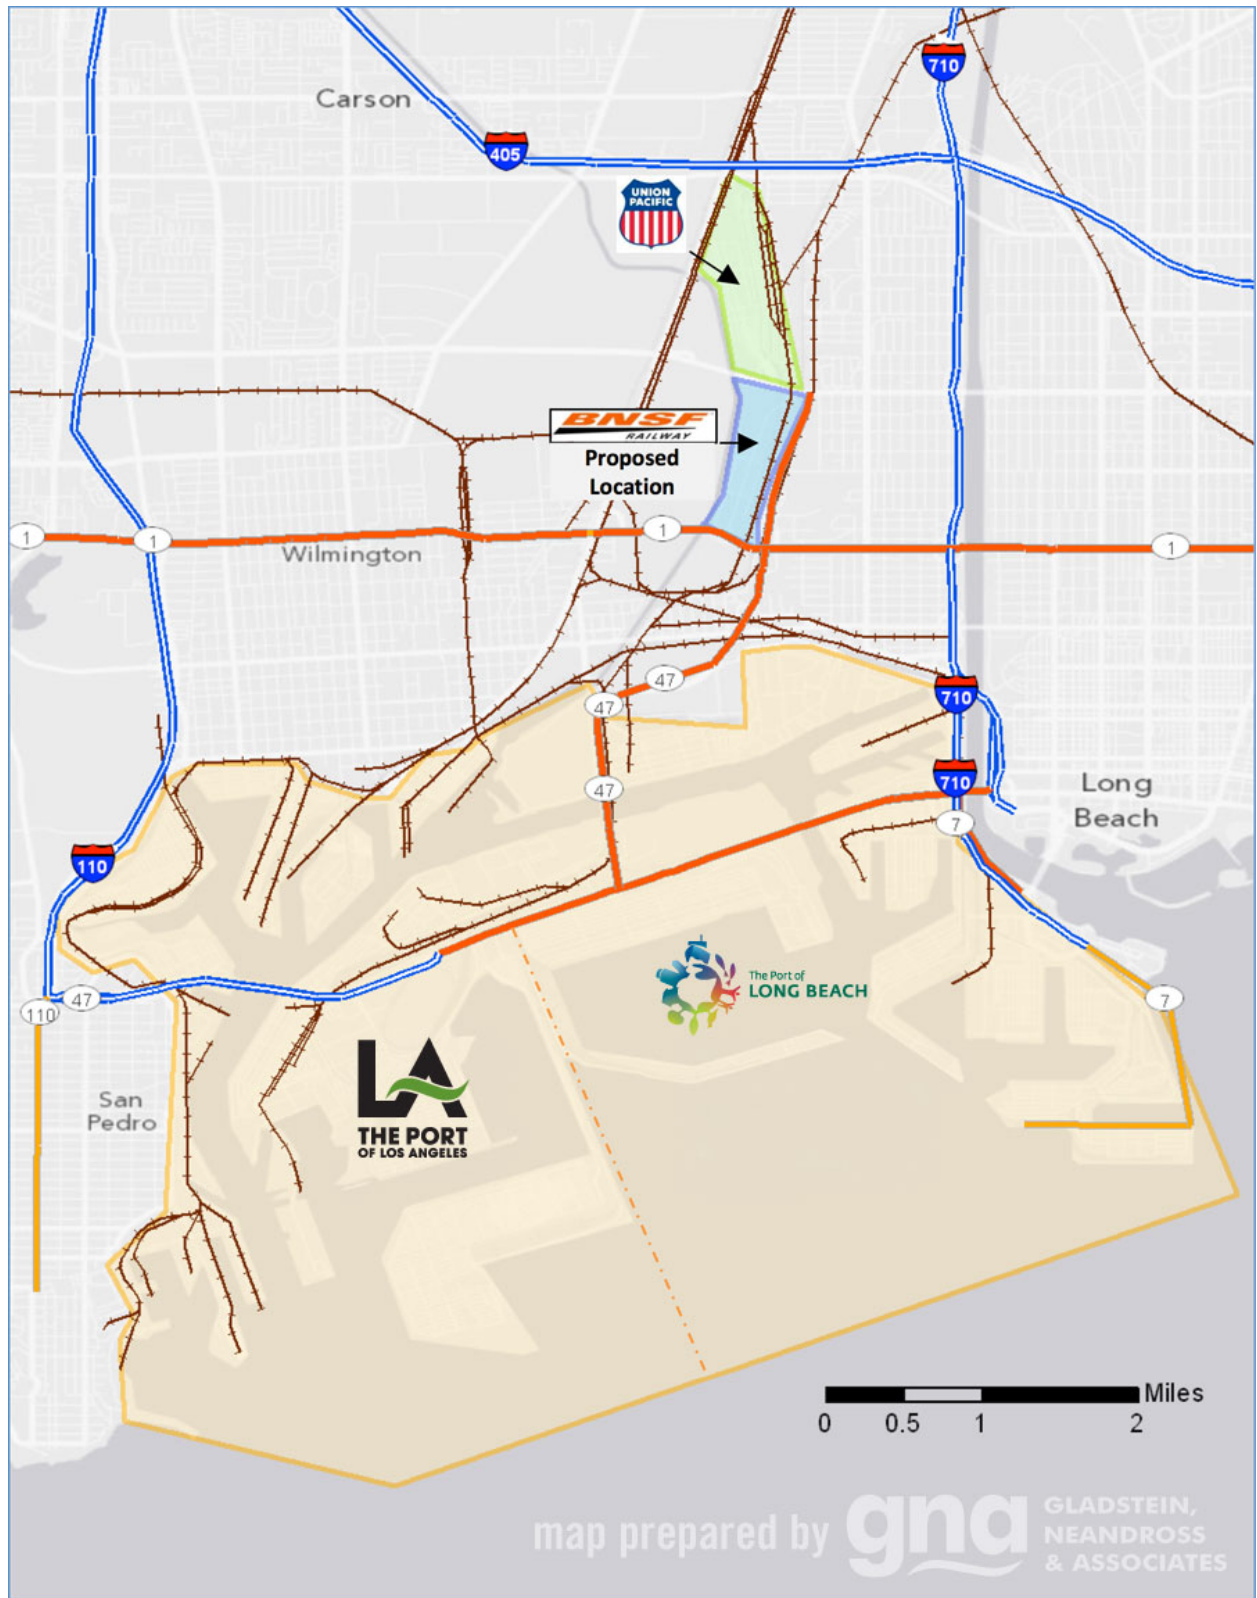 710
Carson
405
UNION
PACIFIC
BNSF
RAILWAY
Proposed
Location
1
1
1
1
Wilmington
47
47
710
47
710
Long
Beach
7
110
The Port of
LONG BEACH
47
110
7
LA
THE PORT
OF LOS ANGELES
San
Pedro
Miles
0 0.5 1 2
map prepared by gna GLADSTEIN,
NEANDROSS
& ASSOCIATES